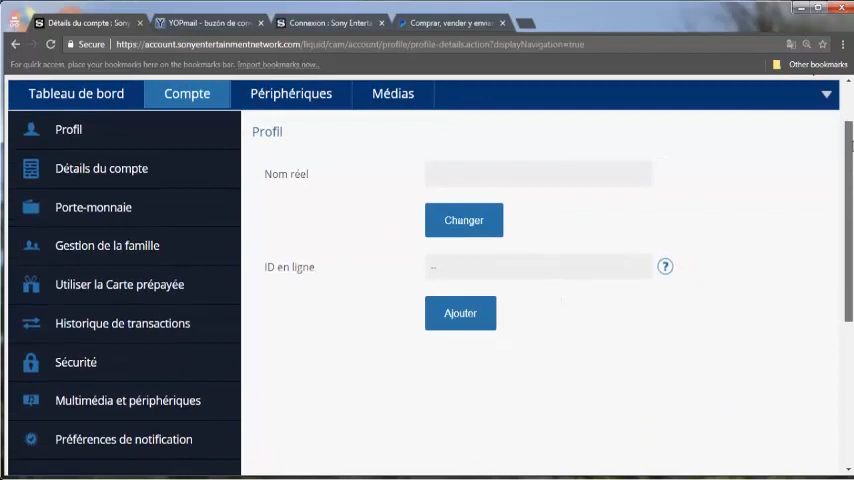 Détails du compte : Sony
YOPmail - buzón de cor
Connexion : Sony Enterta
Comprar, vender y envia
Secure
https://account.sonyentertainmentnetwork.com/liquid/cam/account/profile/profile-details.action?displayNavigation=true
For quick access, place your bookmarks here on the bookmarks bar. Import bookmarks now...
Other bookmarks
Tableau de bord
Compte
Périphériques
Médias
Profil
Détails du compte
Porte-monnaie
Gestion de la famille
Utiliser la Carte prépayée
Historique de transactions
Sécurité
Multimédia et périphériques
Préférences de notification
Profil
Nom réel
Changer
ID en ligne
--
?
Ajouter